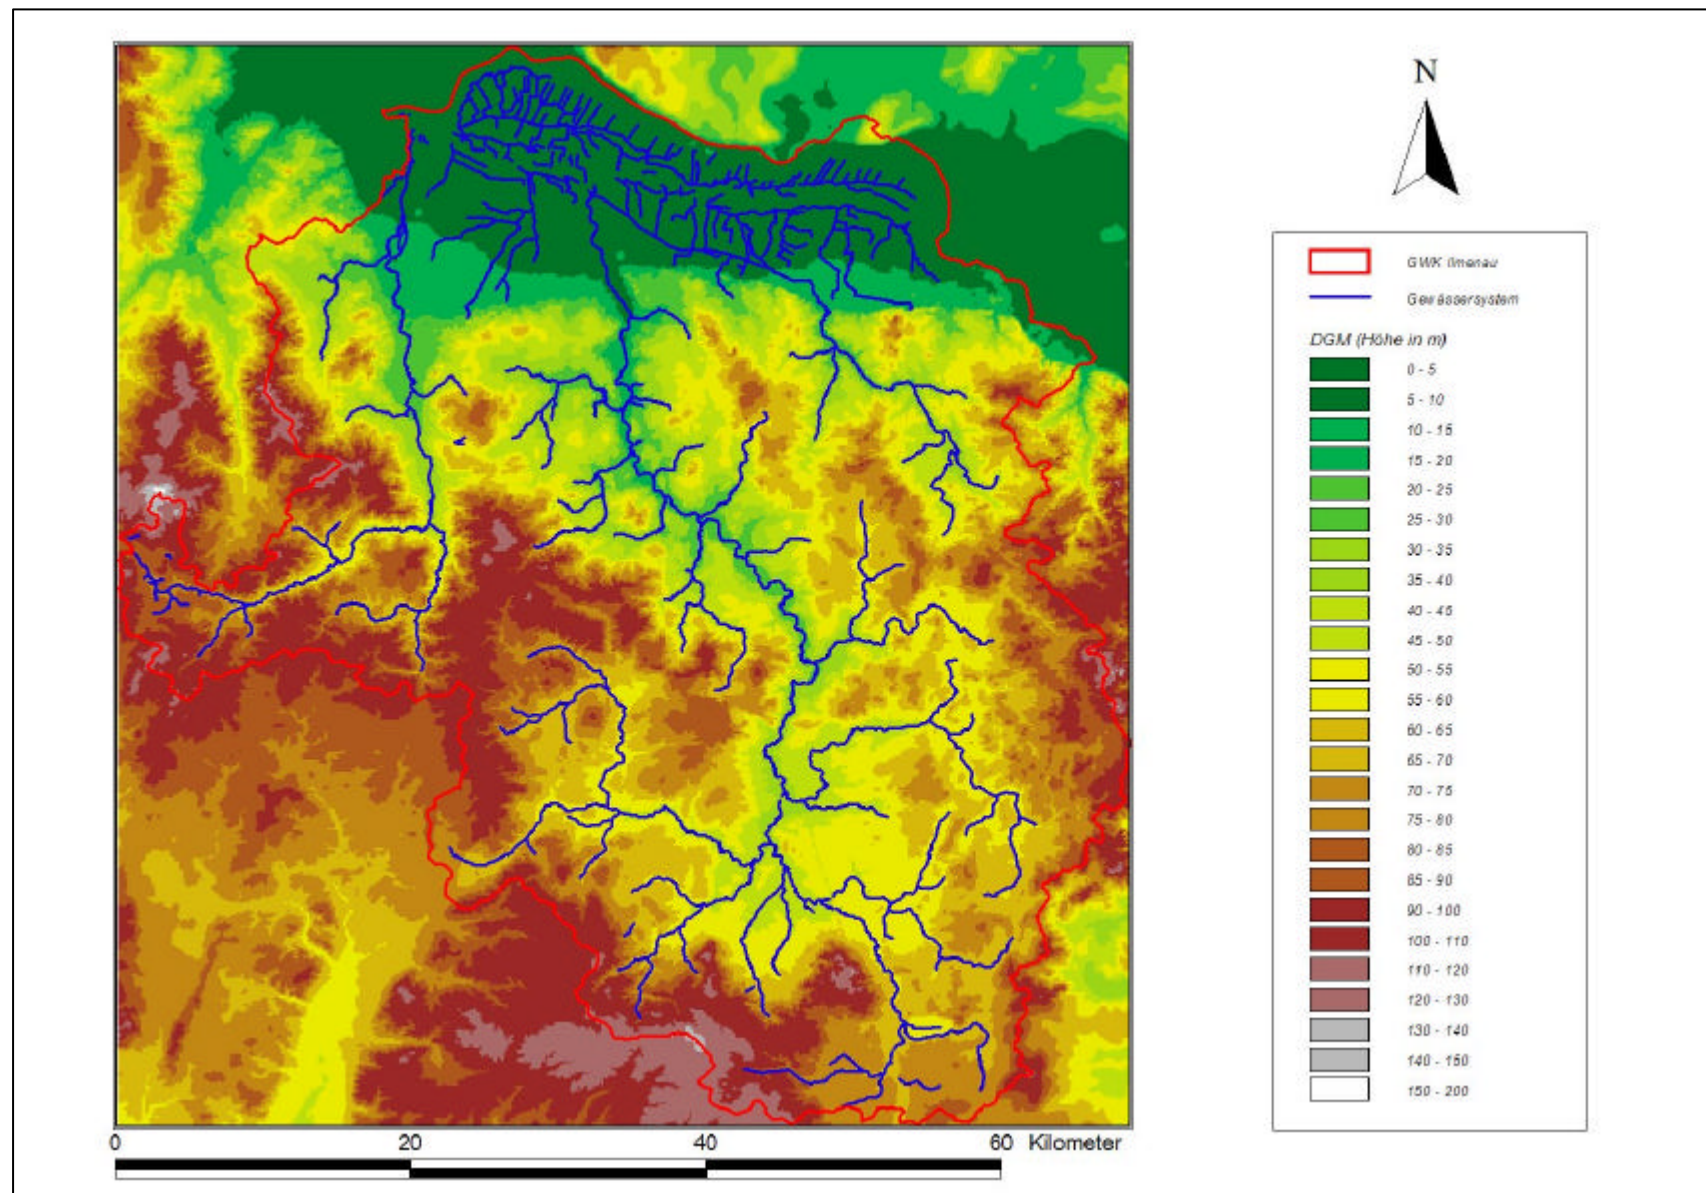 N
GWK Ilmenau
Gewässersystem
DGM (Höhe in m)
0 - 5
5 - 10
10 - 15
15 - 20
20 - 25
25 - 30
30 - 35
35 - 40
40 - 45
45 - 50
50 - 55
55 - 60
60 - 65
65 - 70
70 - 75
75 - 80
80 - 85
85 - 90
90 - 100
100 - 110
110 - 120
120 - 130
130 - 140
140 - 150
150 - 200
0 20 40 60 Kilometer